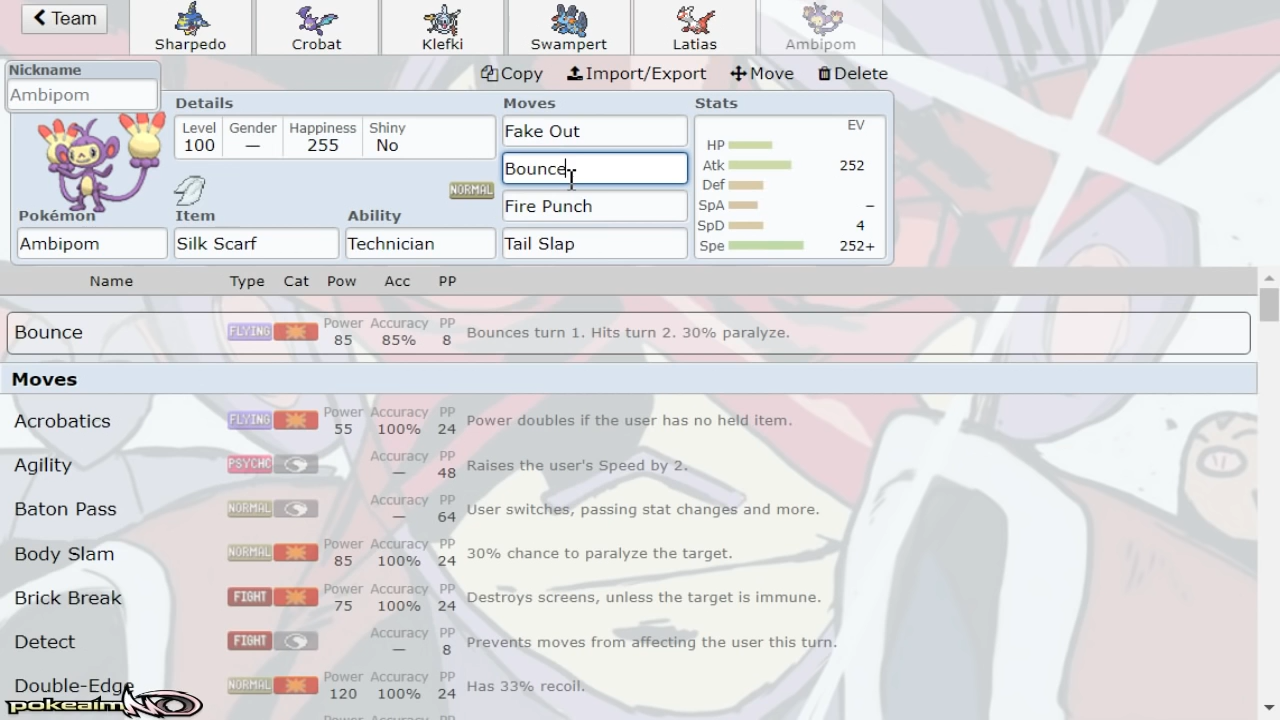 Team
Sharpedo
Crobat
Klefki
Swampert
Latias
Ambipom
Nickname
Ambipom
Copy
Import/Export
Move
Delete
Details
Level
100
Gender
—
Happiness
255
Shiny
No
NORMAL
Pokémon
Ambipom
Item
Silk Scarf
Ability
Technician
Moves
Fake Out
Bounce
Fire Punch
Tail Slap
Stats
EV
HP
Atk 252
Def
SpA –
SpD 4
Spe 252+
Name Type Cat Pow Acc PP
Bounce FLYING Power 85 Accuracy 85% PP 8 Bounces turn 1. Hits turn 2. 30% paralyze.
Moves
Acrobatics FLYING Power 55 Accuracy 100% PP 24 Power doubles if the user has no held item.
Agility PSYCHC Accuracy — PP 48 Raises the user's Speed by 2.
Baton Pass NORMAL Accuracy — PP 64 User switches, passing stat changes and more.
Body Slam NORMAL Power 85 Accuracy 100% PP 24 30% chance to paralyze the target.
Brick Break FIGHT Power 75 Accuracy 100% PP 24 Destroys screens, unless the target is immune.
Detect FIGHT Accuracy — PP 8 Prevents moves from affecting the user this turn.
Double-Edge NORMAL Power 120 Accuracy 100% PP 24 Has 33% recoil.
pokeaimMD
Power Accuracy PP